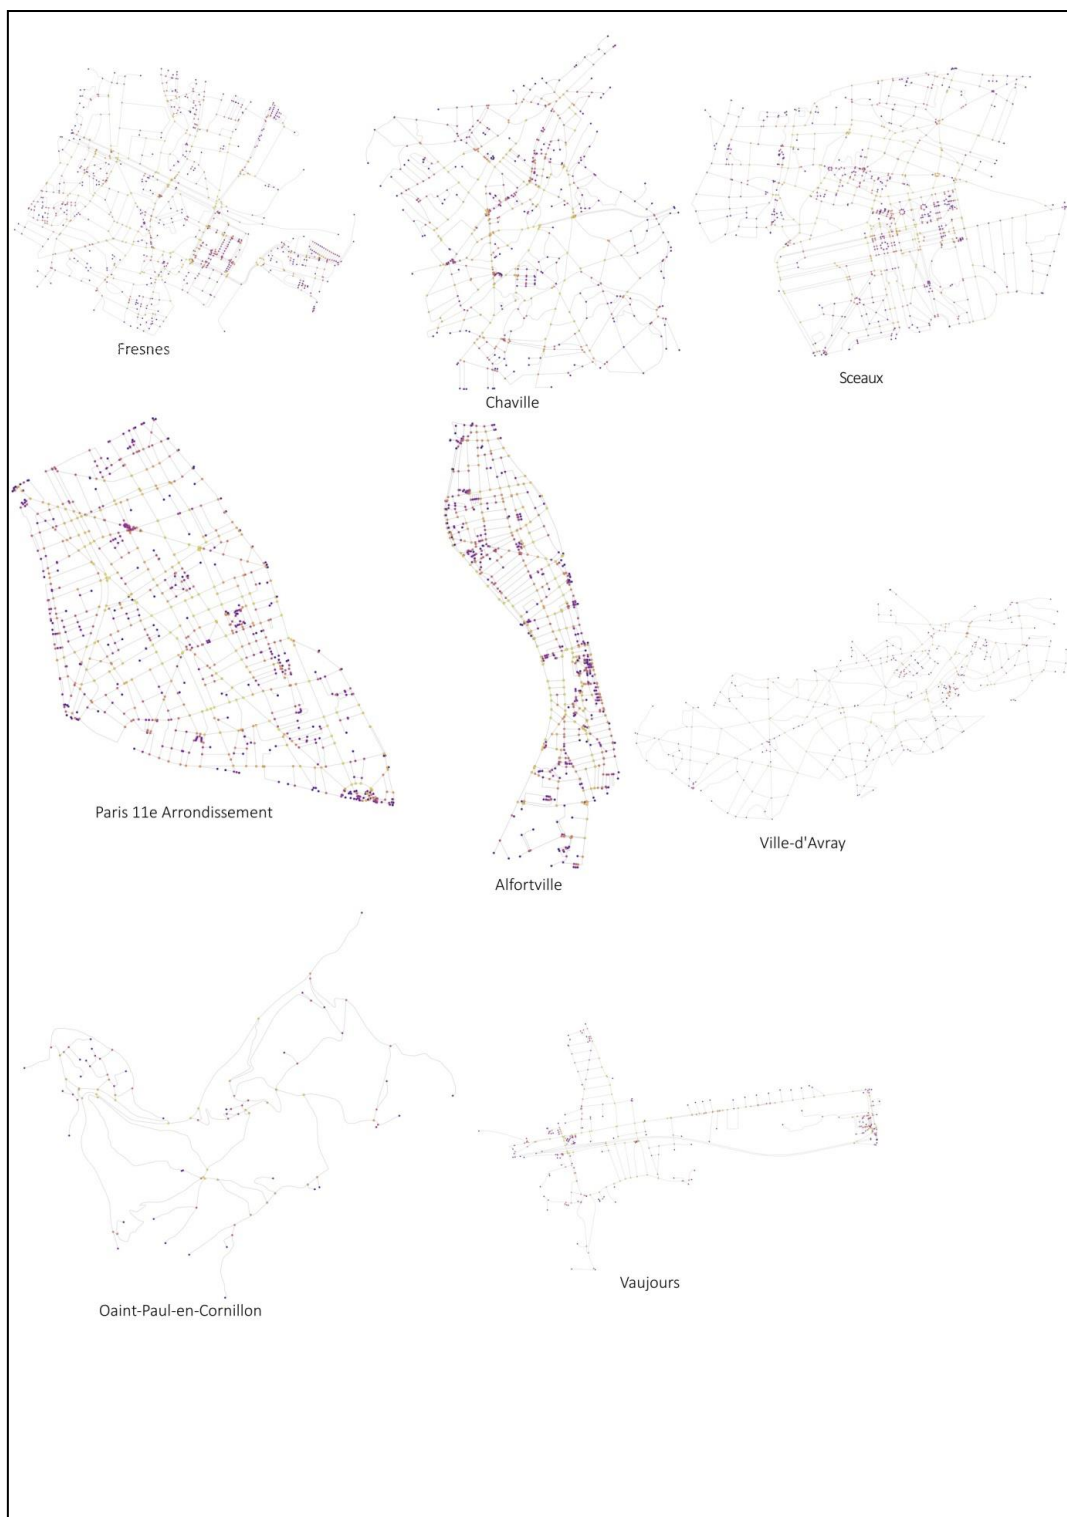 Fresnes
Chaville
Sceaux
Paris 11e Arrondissement
Alfortville
Ville-d'Avray
Oaint-Paul-en-Cornillon
Vaujours